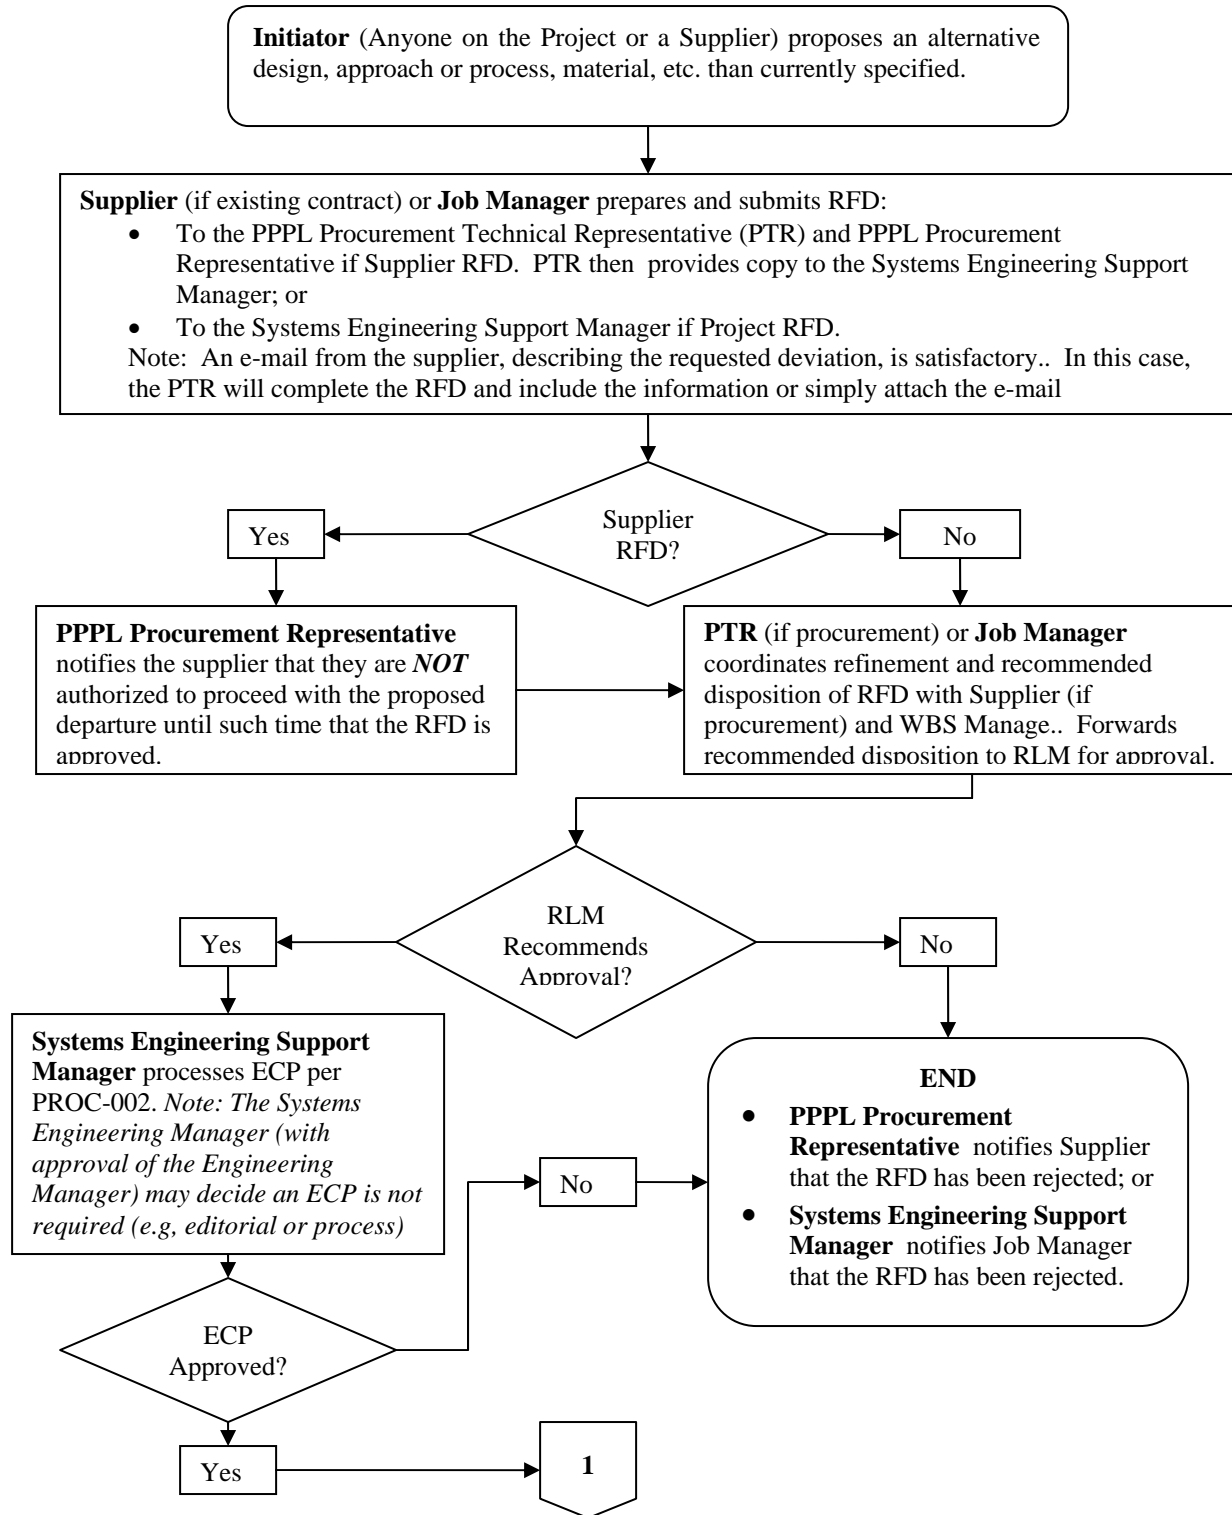 Initiator (Anyone on the Project or a Supplier) proposes an alternative
design, approach or process, material, etc. than currently specified.
Supplier (if existing contract) or Job Manager prepares and submits RFD:
• To the PPPL Procurement Technical Representative (PTR) and PPPL Procurement
Representative if Supplier RFD. PTR then provides copy to the Systems Engineering Support
Manager; or
• To the Systems Engineering Support Manager if Project RFD.
Note: An e-mail from the supplier, describing the requested deviation, is satisfactory.. In this case,
the PTR will complete the RFD and include the information or simply attach the e-mail
Supplier
RFD?
Yes
No
PPPL Procurement Representative
notifies the supplier that they are NOT
authorized to proceed with the proposed
departure until such time that the RFD is
approved.
PTR (if procurement) or Job Manager
coordinates refinement and recommended
disposition of RFD with Supplier (if
procurement) and WBS Manage.. Forwards
recommended disposition to RLM for approval.
RLM
Recommends
Approval?
Yes
No
Systems Engineering Support
Manager processes ECP per
PROC-002. Note: The Systems
Engineering Manager (with
approval of the Engineering
Manager) may decide an ECP is not
required (e.g, editorial or process)
No
END
• PPPL Procurement
Representative notifies Supplier
that the RFD has been rejected; or
• Systems Engineering Support
Manager notifies Job Manager
that the RFD has been rejected.
ECP
Approved?
Yes
1